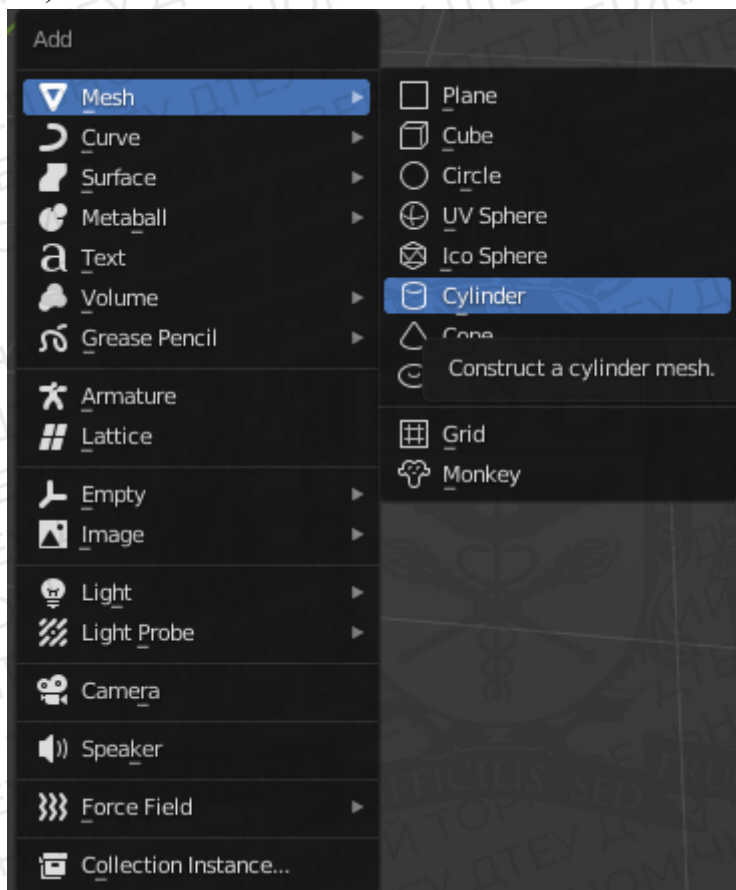 Add
Mesh
Curve
Surface
Metaball
Text
Volume
Grease Pencil
Armature
Lattice
Empty
Image
Light
Light Probe
Camera
Speaker
Force Field
Collection Instance...
Plane
Cube
Circle
UV Sphere
Ico Sphere
Cylinder
Cone
Construct a cylinder mesh.
Grid
Monkey